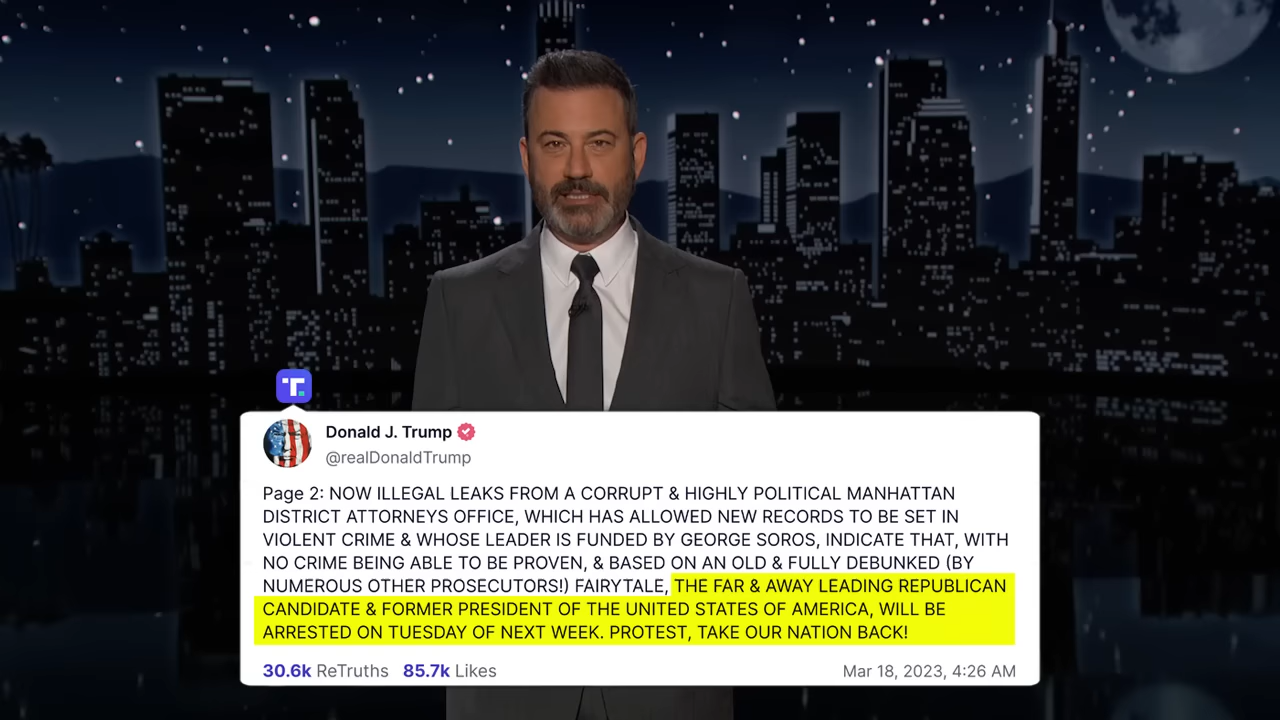 T.
Donald J. Trump
@realDonaldTrump
Page 2: NOW ILLEGAL LEAKS FROM A CORRUPT & HIGHLY POLITICAL MANHATTAN
DISTRICT ATTORNEYS OFFICE, WHICH HAS ALLOWED NEW RECORDS TO BE SET IN
VIOLENT CRIME & WHOSE LEADER IS FUNDED BY GEORGE SOROS, INDICATE THAT, WITH
NO CRIME BEING ABLE TO BE PROVEN, & BASED ON AN OLD & FULLY DEBUNKED (BY
NUMEROUS OTHER PROSECUTORS!) FAIRYTALE, THE FAR & AWAY LEADING REPUBLICAN
CANDIDATE & FORMER PRESIDENT OF THE UNITED STATES OF AMERICA, WILL BE
ARRESTED ON TUESDAY OF NEXT WEEK. PROTEST, TAKE OUR NATION BACK!
30.6k ReTruths 85.7k Likes Mar 18, 2023, 4:26 AM